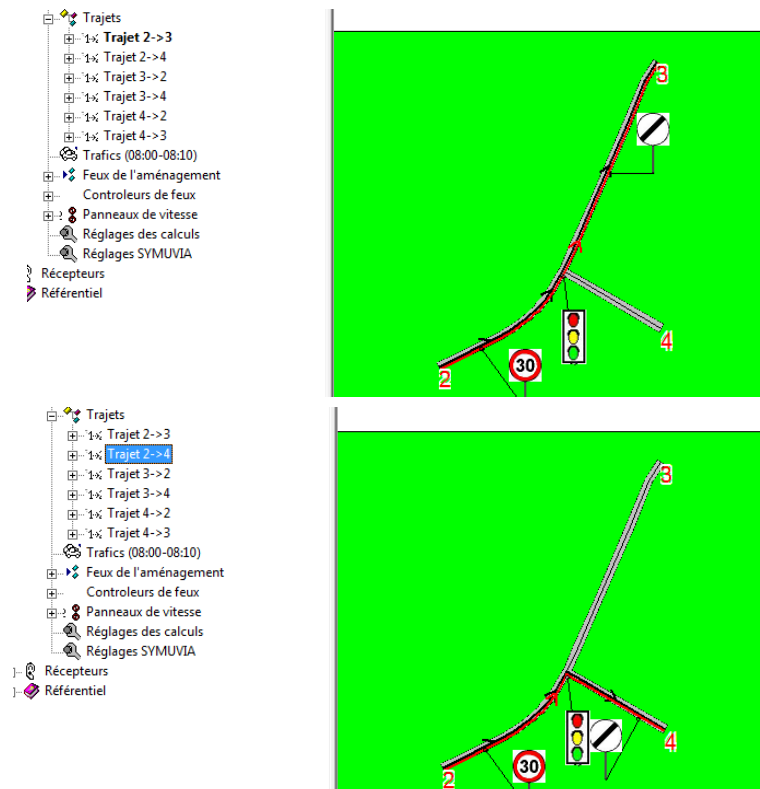 Trajets
Trajet 2->3
Trajet 2->4
Trajet 3->2
Trajet 3->4
Trajet 4->2
Trajet 4->3
Trafics (08:00-08:10)
Feux de l'aménagement
Controleurs de feux
Panneaux de vitesse
Réglages des calculs
Réglages SYMUVIA
Récepteurs
Référentiel
3
4
30
2
Trajets
Trajet 2->3
Trajet 2->4
Trajet 3->2
Trajet 3->4
Trajet 4->2
Trajet 4->3
Trafics (08:00-08:10)
Feux de l'aménagement
Controleurs de feux
Panneaux de vitesse
Réglages des calculs
Réglages SYMUVIA
Récepteurs
Référentiel
3
4
30
2